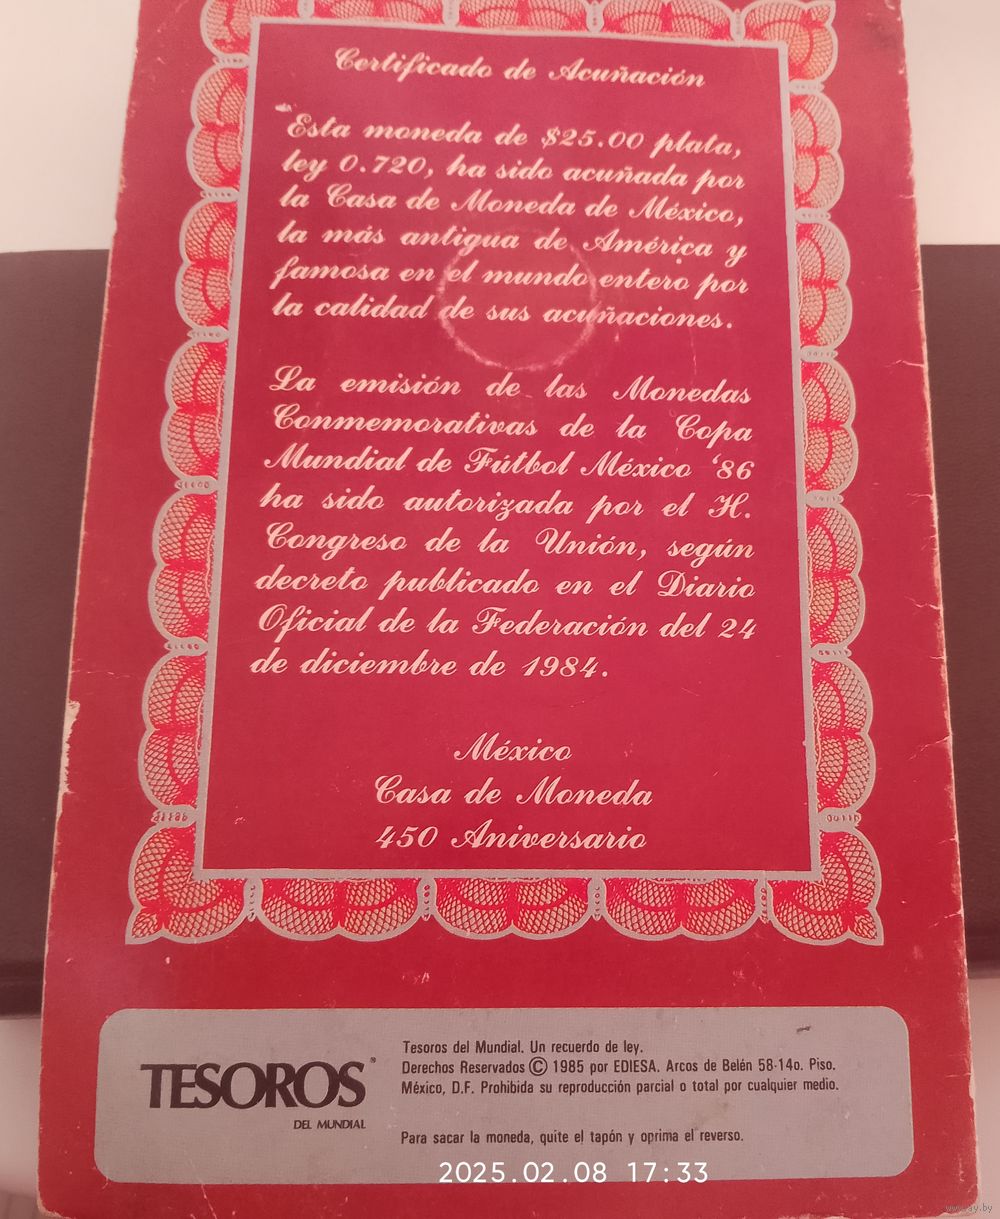 Certificado de Acuñación
Esta moneda de $25.00 plata,
ley 0.720, ha sido acuñada por
la Casa de Moneda de México,
la más antigua de América y
famosa en el mundo entero por
la calidad de sus acuñaciones.
La emisión de las Monedas
Conmemorativas de la Copa
Mundial de Fútbol México '86
ha sido autorizada por el H.
Congreso de la Unión, según
decreto publicado en el Diario
Oficial de la Federación del 24
de diciembre de 1984.
México
Casa de Moneda
450 Aniversario
TESOROS
DEL MUNDIAL
Tesoros del Mundial. Un recuerdo de ley.
Derechos Reservados © 1985 por EDIESA. Arcos de Belén 58-14o. Piso.
México, D.F. Prohibida su reproducción parcial o total por cualquier medio.
Para sacar la moneda, quite el tapón y oprima el reverso.
2025.02.08 17:33